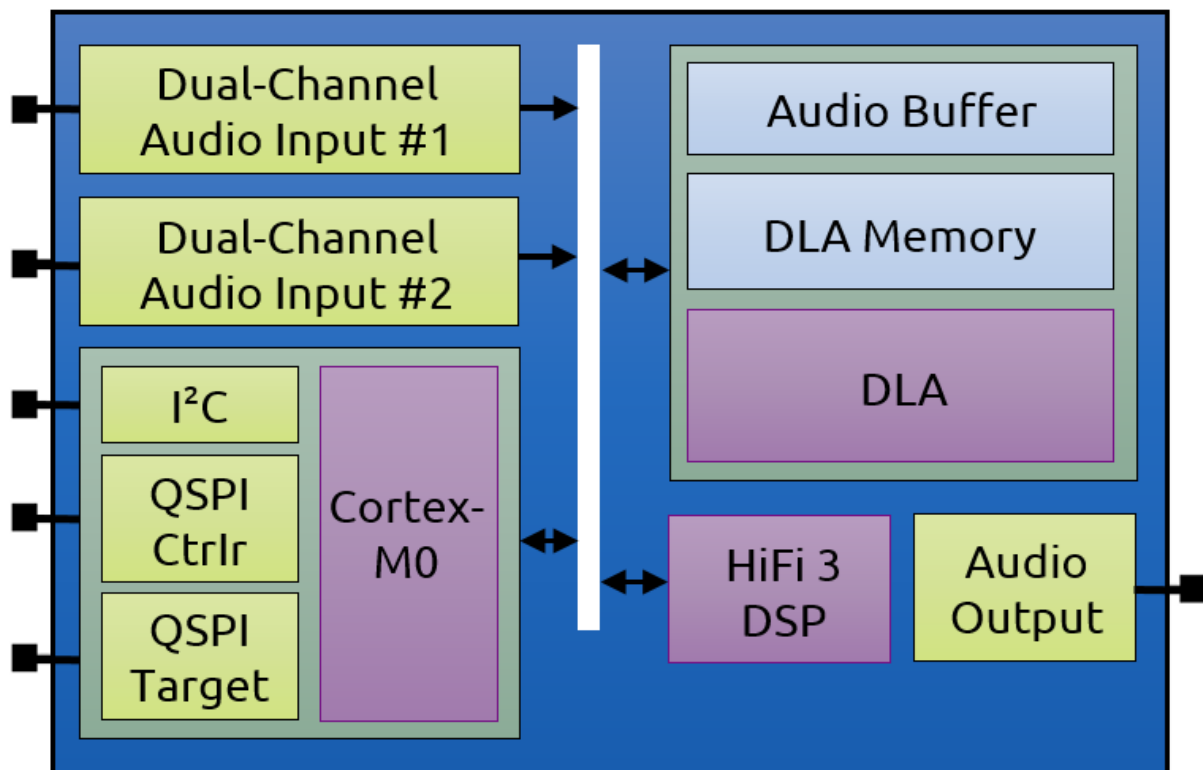 Dual-Channel
Audio Input #1
Dual-Channel
Audio Input #2
I²C
QSPI
Ctrlr
QSPI
Target
Cortex-
M0
Audio Buffer
DLA Memory
DLA
HiFi 3
DSP
Audio
Output